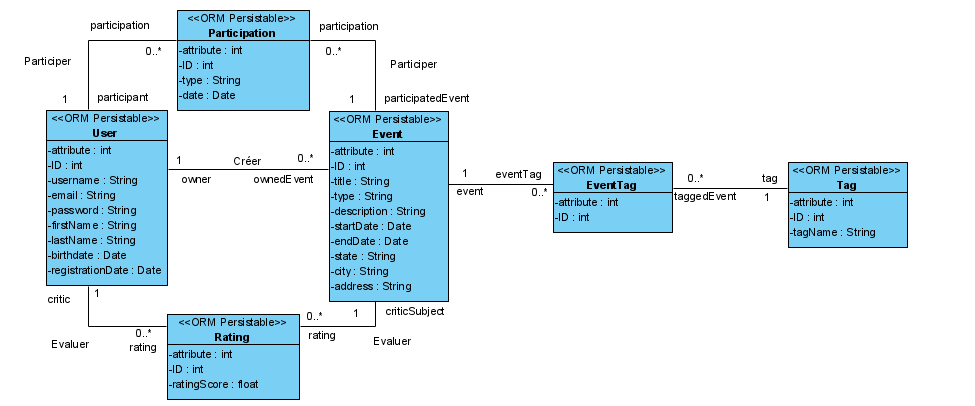 <<ORM Persistable>>
Participation
-attribute : int
-ID : int
-type : String
-date : Date
participation
0..*
Participer
1
participant
participation
0..*
Participer
1
participatedEvent
<<ORM Persistable>>
User
-attribute : int
-ID : int
-username : String
-email : String
-password : String
-firstName : String
-lastName : String
-birthdate : Date
-registrationDate : Date
1
Créer
0..*
owner
ownedEvent
<<ORM Persistable>>
Event
-attribute : int
-ID : int
-title : String
-type : String
-description : String
-startDate : Date
-endDate : Date
-state : String
-city : String
-address : String
1
eventTag
event
0..*
<<ORM Persistable>>
EventTag
-attribute : int
-ID : int
0..*
tag
taggedEvent
1
<<ORM Persistable>>
Tag
-attribute : int
-ID : int
-tagName : String
critic
1
0..*
Evaluer
rating
<<ORM Persistable>>
Rating
-attribute : int
-ID : int
-ratingScore : float
0..*
1
criticSubject
rating
Evaluer